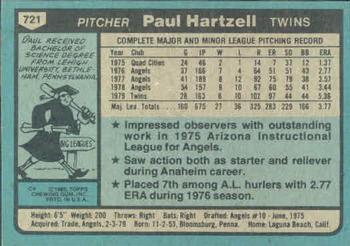 721
PITCHER Paul Hartzell TWINS
PAUL RECEIVED
BACHELOR OF
SCIENCE DEGREE
FROM LEHIGH
UNIVERSITY, BETHLE-
HEM, PENNSYLVANIA.
BIG LEAGUES
C★ © 1980, TOPPS
CHEWING GUM, INC.
PRTD. IN U.S.A.
COMPLETE MAJOR AND MINOR LEAGUE PITCHING RECORD
YEAR CLUB G IP W L R ER SO BB ERA
1975 Quad Cities 24 46 2 1 14 7 37 12 1.37
1976 Angels 37 166 7 4 64 51 51 43 2.77
1977 Angels 41 189 8 12 92 75 79 38 3.57
1978 Angels 54 157 6 10 60 55 41 3.44
1979 Twins 28 163 6 10 97 44 44 5.36
Maj. Lea. Totals 160 675 27 36 283 229 166 3.77
★ Impressed observers with outstanding
work in 1975 Arizona Instructional
League for Angels.
★ Saw action both as starter and reliever
during Anaheim career.
★ Placed 7th among A.L. hurlers with 2.77
ERA during 1976 season.
Height: 6'5" Weight: 200 Throws: Right Bats: Right Drafted: Angels #10 - June, 1975
Acquired: Trade, Angels, 2-3-79 Born: 11-2-53, Bloomsburg, Penna. Home: Laguna Beach, Calif.